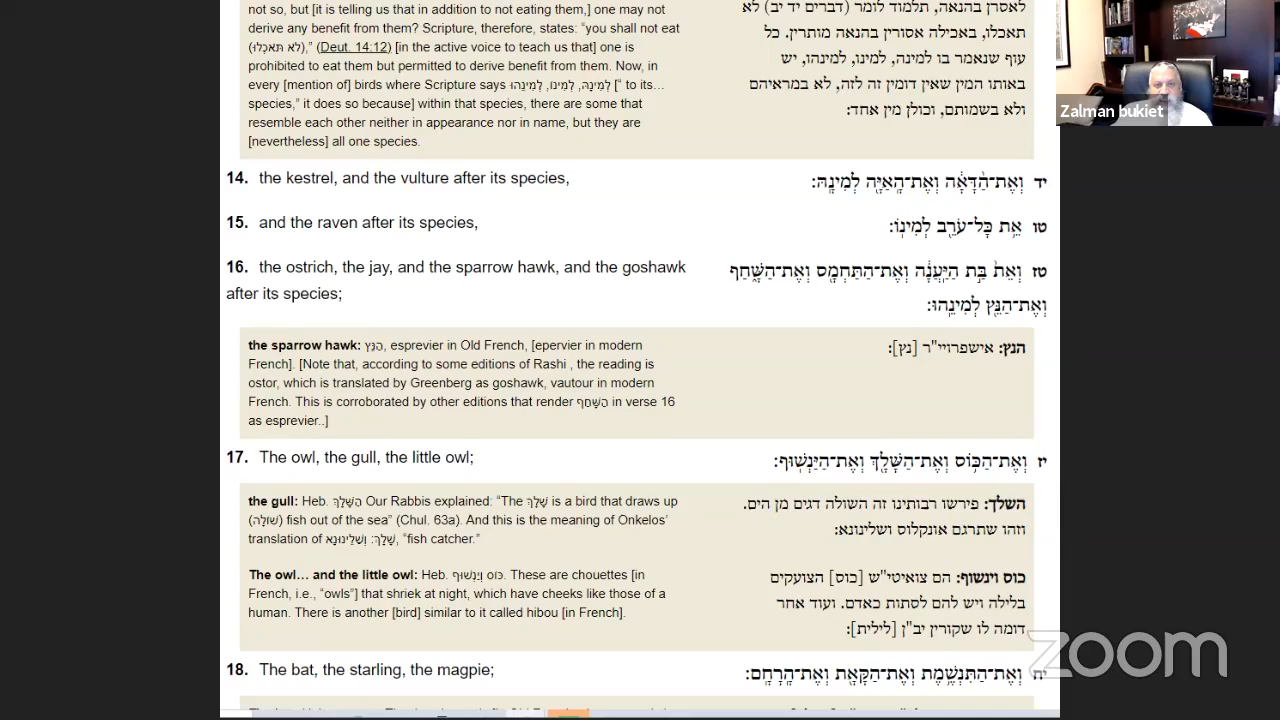 not so, but [it is telling us that in addition to not eating them,] one may not
derive any benefit from them? Scripture, therefore, states: “you shall not eat
(לֹא תֹאכְלוּ),” (Deut. 14:12) [in the active voice to teach us that] one is
prohibited to eat them but permitted to derive benefit from them. Now, in
every [mention of] birds where Scripture says לְמִינָהּ, לְמִינוֹ, לְמִינֵהוּ [“ to its…
species,” it does so because] within that species, there are some that
resemble each other neither in appearance nor in name, but they are
[nevertheless] all one species.
לאסרן בהנאה, תלמוד לומר (דברים יד יב) לא
תאכלו, באכילה אסורין בהנאה מותרין. כל
עוף שנאמר בו למינה, למינו, למינהו, יש
באותו המין שאין דומין זה לזה, לא במראיהם
ולא בשמותם, וכולן מין אחד:
Zalman bukiet
14. the kestrel, and the vulture after its species,
יד וְאֶת־הַ֨דָּאָ֔ה וְאֶת־הָֽאַיָּ֖ה לְמִינָֽהּ:
15. and the raven after its species,
טו אֵ֥ת כָּל־עֹרֵ֖ב לְמִינֽוֹ:
16. the ostrich, the jay, and the sparrow hawk, and the goshawk
after its species;
טז וְאֵת֨ בַּ֣ת הַיַּֽעֲנָ֔ה וְאֶת־הַתַּחְמָ֖ס וְאֶת־הַשָּׁ֑חַף
וְאֶת־הַנֵּ֖ץ לְמִינֵֽהוּ:
the sparrow hawk: הַנֵּץ, esprevier in Old French, [epervier in modern
French]. [Note that, according to some editions of Rashi , the reading is
ostor, which is translated by Greenberg as goshawk, vautour in modern
French. This is corroborated by other editions that render הַשָּׁחַף in verse 16
as esprevier..]
הנץ: אישפרוויי"ר [נץ]:
17. The owl, the gull, the little owl;
יז וְאֶת־הַכּ֥וֹס וְאֶת־הַשָּׁלָ֖ךְ וְאֶת־הַיַּנְשֽׁוּף:
the gull: Heb. הַשָּׁלָךְ Our Rabbis explained: “The שָׁלָךְ is a bird that draws up
(שׁוֹלֶה) fish out of the sea” (Chul. 63a). And this is the meaning of Onkelos’
translation of שָׁלָךְ: וְשַׁלֵינוּנָא, “fish catcher.”
השלך: פירשו רבותינו זה השולה דגים מן הים.
וזהו שתרגם אונקלוס ושלינונא:
The owl… and the little owl: Heb. כּוֹס וְיַנְשׁוּף. These are chouettes [in
French, i.e., “owls”] that shriek at night, which have cheeks like those of a
human. There is another [bird] similar to it called hibou [in French].
כוס וינשוף: הם צואיטי"ש [כוס] הצועקים
בלילה ויש להם לסתות כאדם. ועוד אחר
דומה לו שקורין יב"ן [לילית]:
18. The bat, the starling, the magpie;
יח וְאֶת־הַתִּנְשֶׁ֥מֶת וְאֶת־הַקָּאָ֖ת וְאֶת־הָֽרָחָֽם:
zoom